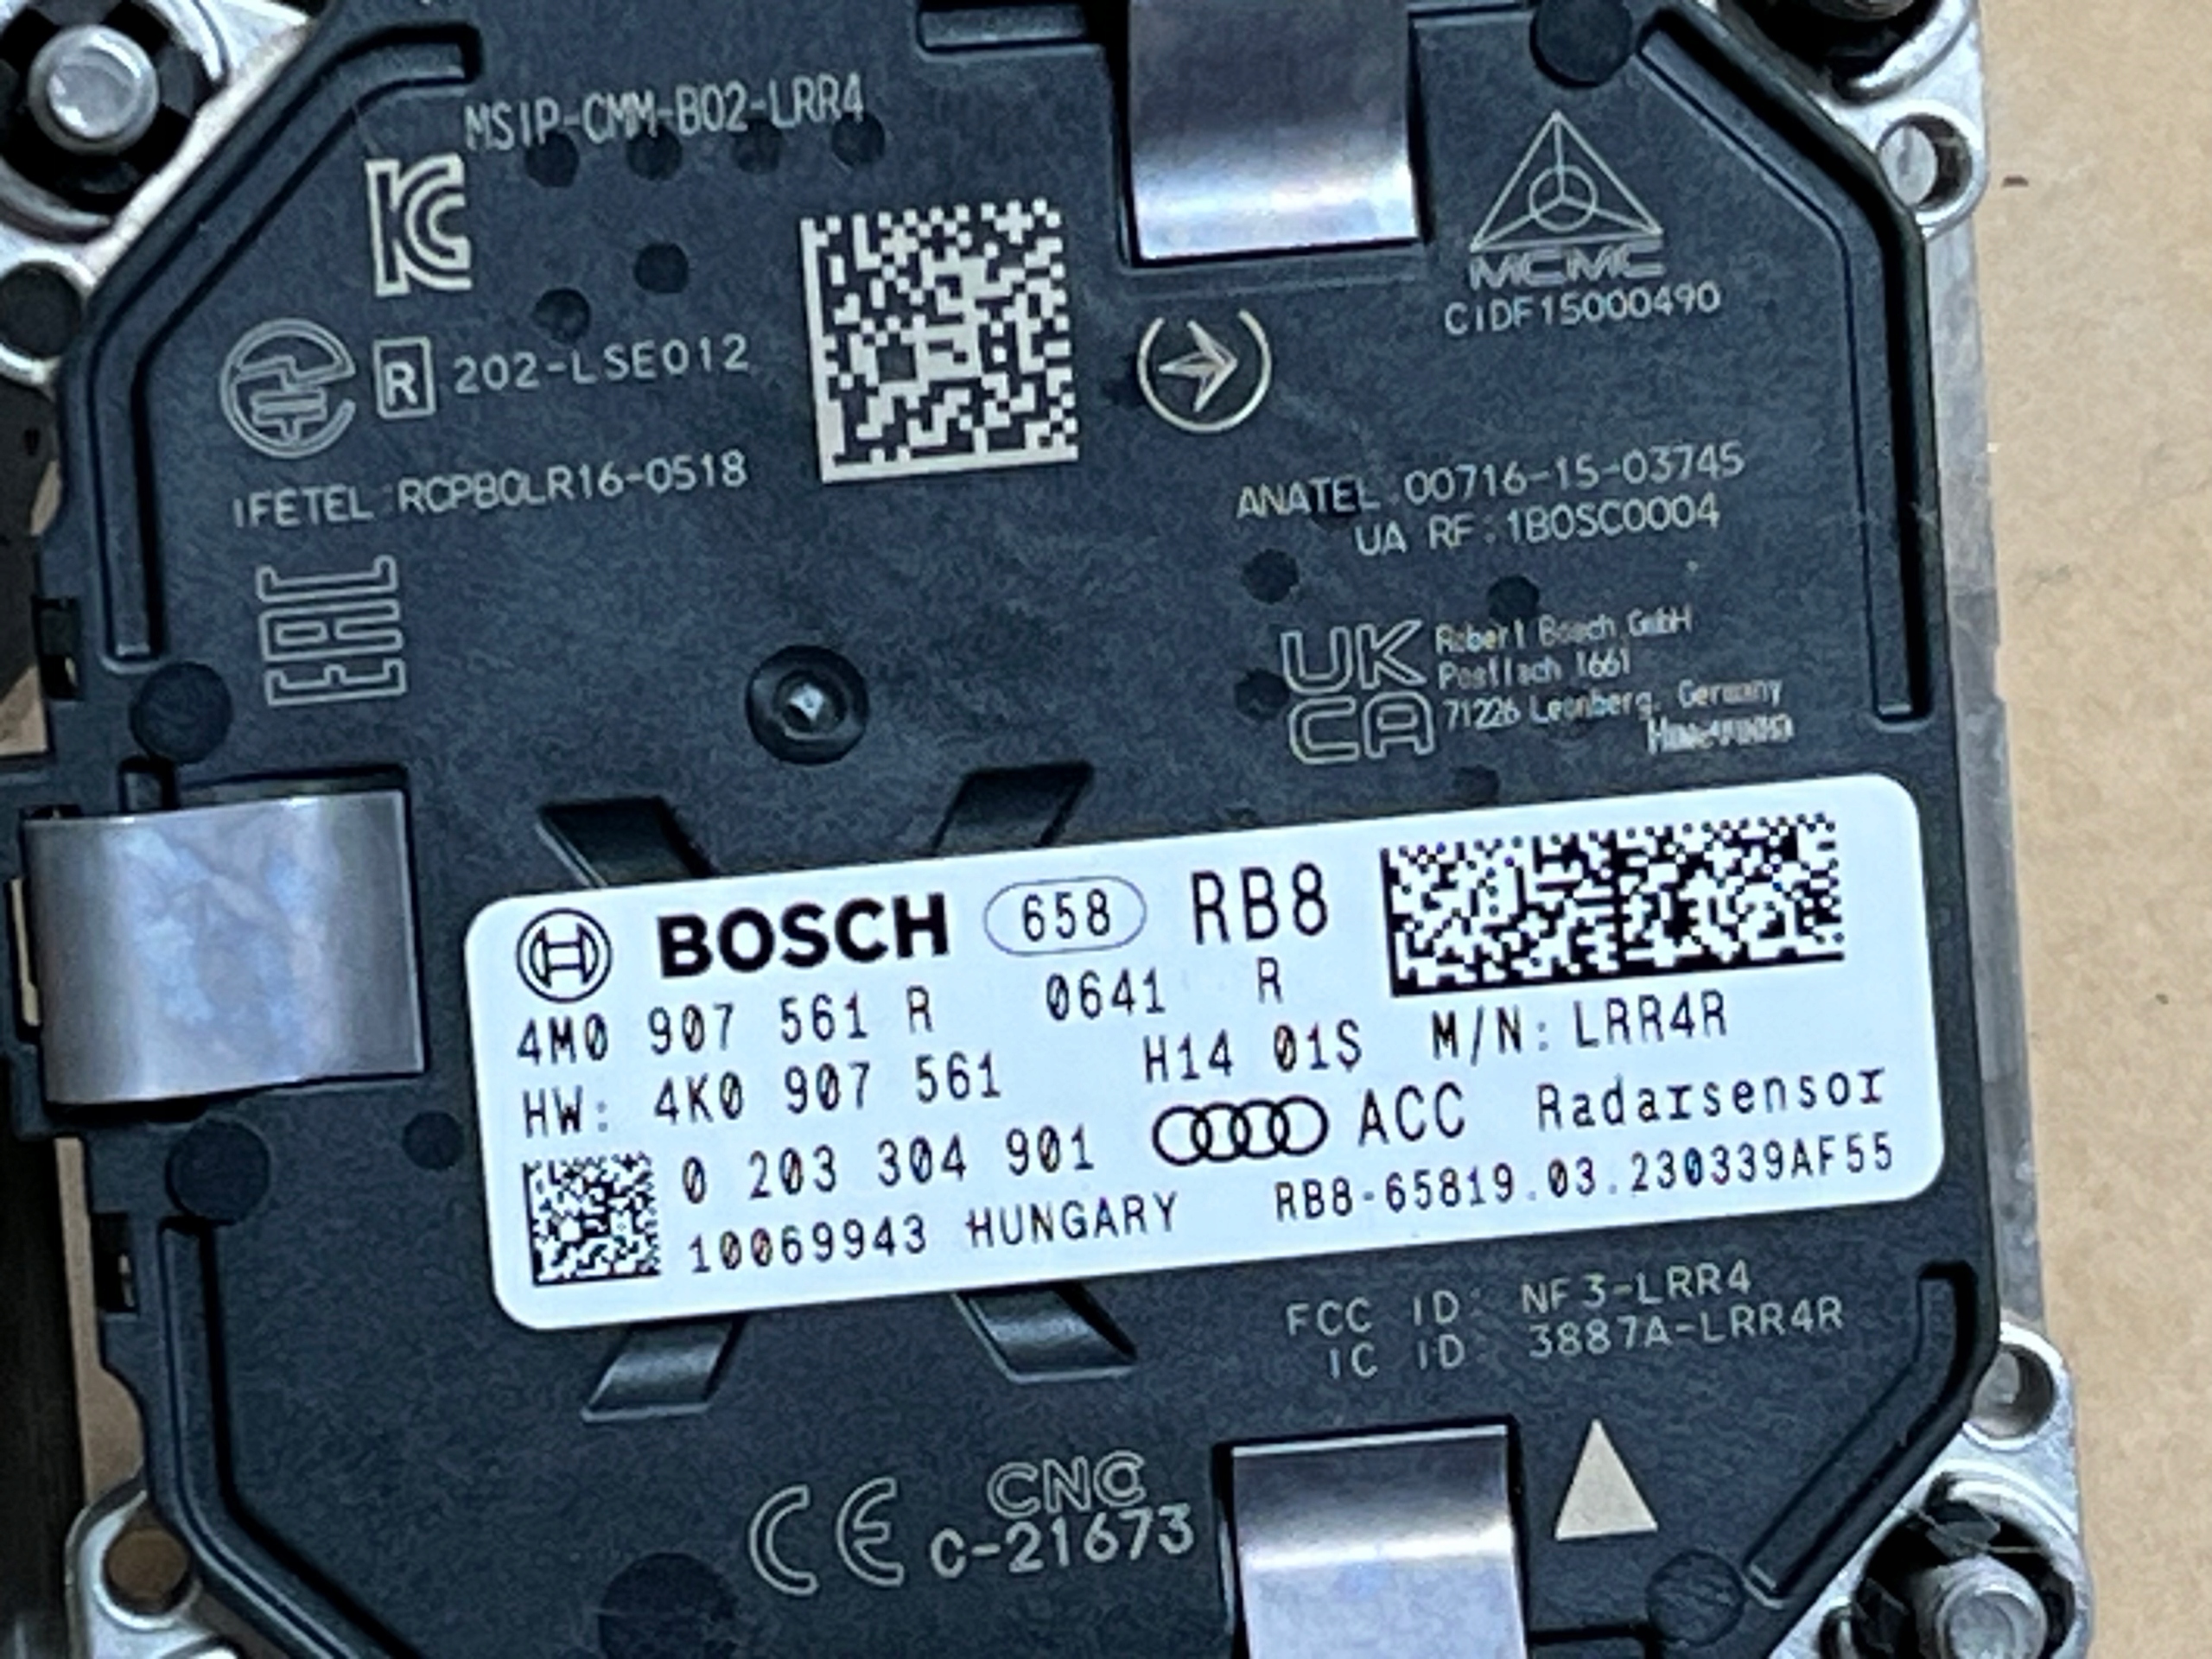 MSIP-CMM-B02-LRR4
MCMC
CIDF15000490
R 202-LSE012
IFETEL:RCPBOLR16-0518
ANATEL:00716-15-03745
UA RF:1BOSC0004
EAC
UK
CA
Robert Bosch GmbH
Postfach 1661
71226 Leonberg, Germany
BOSCH 658 RB8
4M0 907 561 R 0641 R
HW: 4K0 907 561 H14 01S M/N: LRR4R
0 203 304 901 ACC Radarsensor
10069943 HUNGARY RB8-65819.03.230339AF55
FCC ID: NF3-LRR4
IC ID: 3887A-LRR4R
CE CNC
C-21673